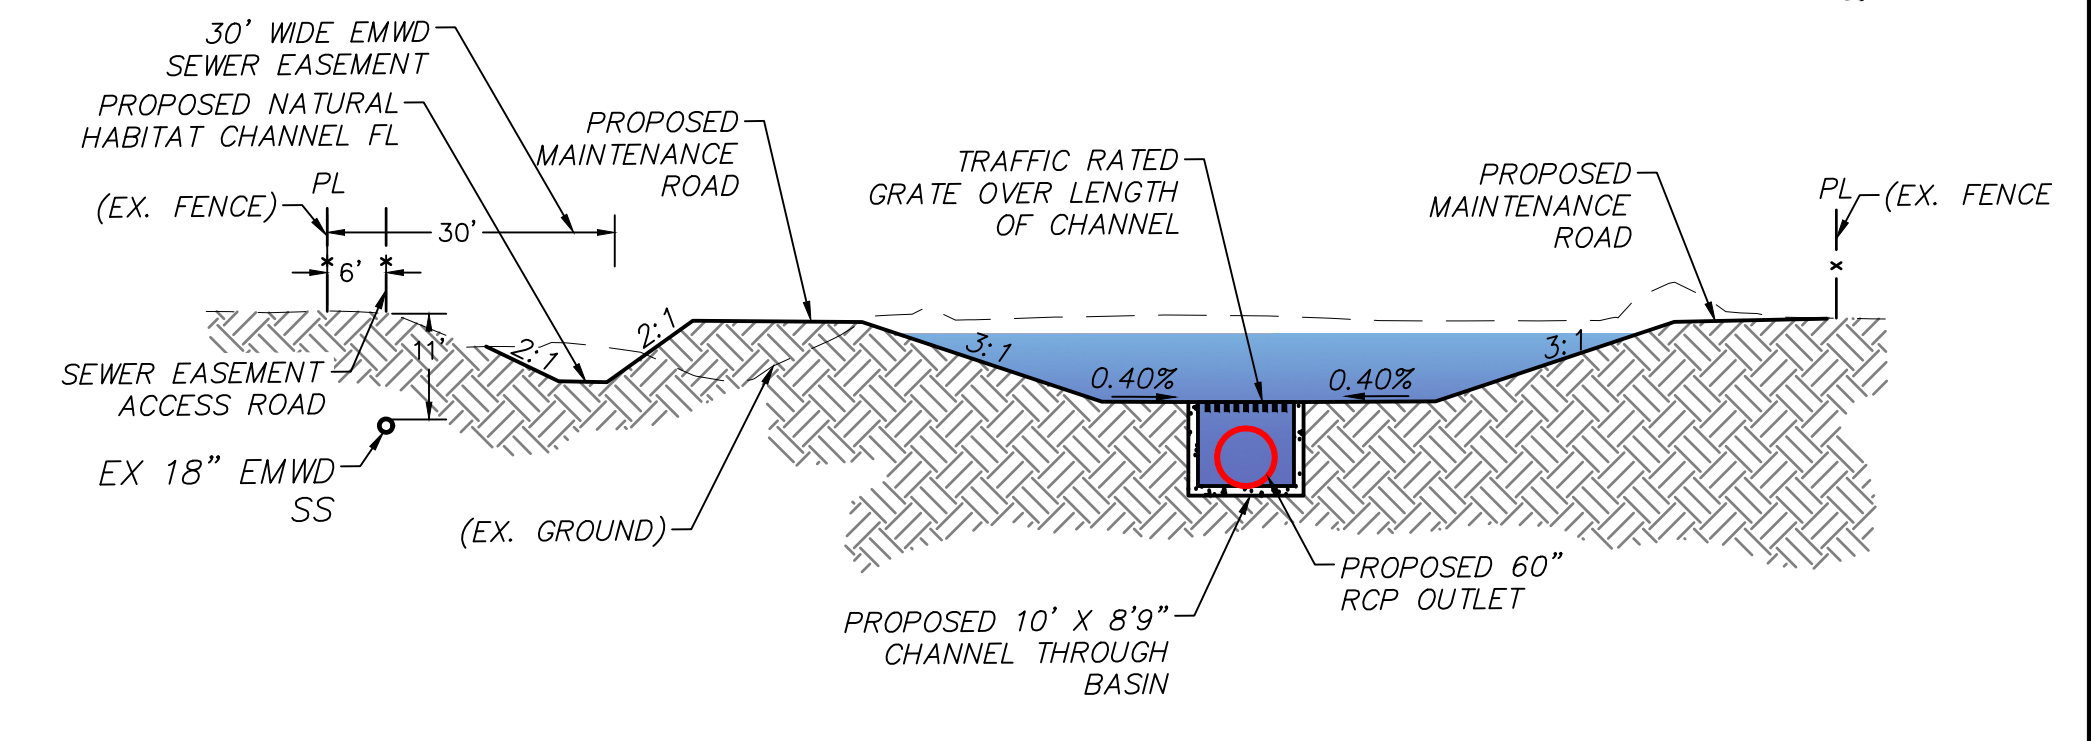 30' WIDE EMWD
SEWER EASEMENT
PROPOSED NATURAL
HABITAT CHANNEL FL
PROPOSED
MAINTENANCE
ROAD
TRAFFIC RATED
GRATE OVER LENGTH
OF CHANNEL
PROPOSED
MAINTENANCE
ROAD
PL
(EX. FENCE)
PL
(EX. FENCE
30'
6'
11'
2:1
2:1
3:1
3:1
0.40%
0.40%
SEWER EASEMENT
ACCESS ROAD
EX 18" EMWD
SS
(EX. GROUND)
PROPOSED 60"
RCP OUTLET
PROPOSED 10' X 8'9"
CHANNEL THROUGH
BASIN